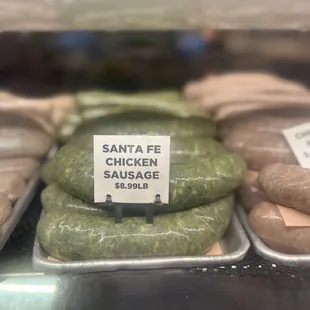 SANTA FE
CHICKEN
SAUSAGE
$8.99LB